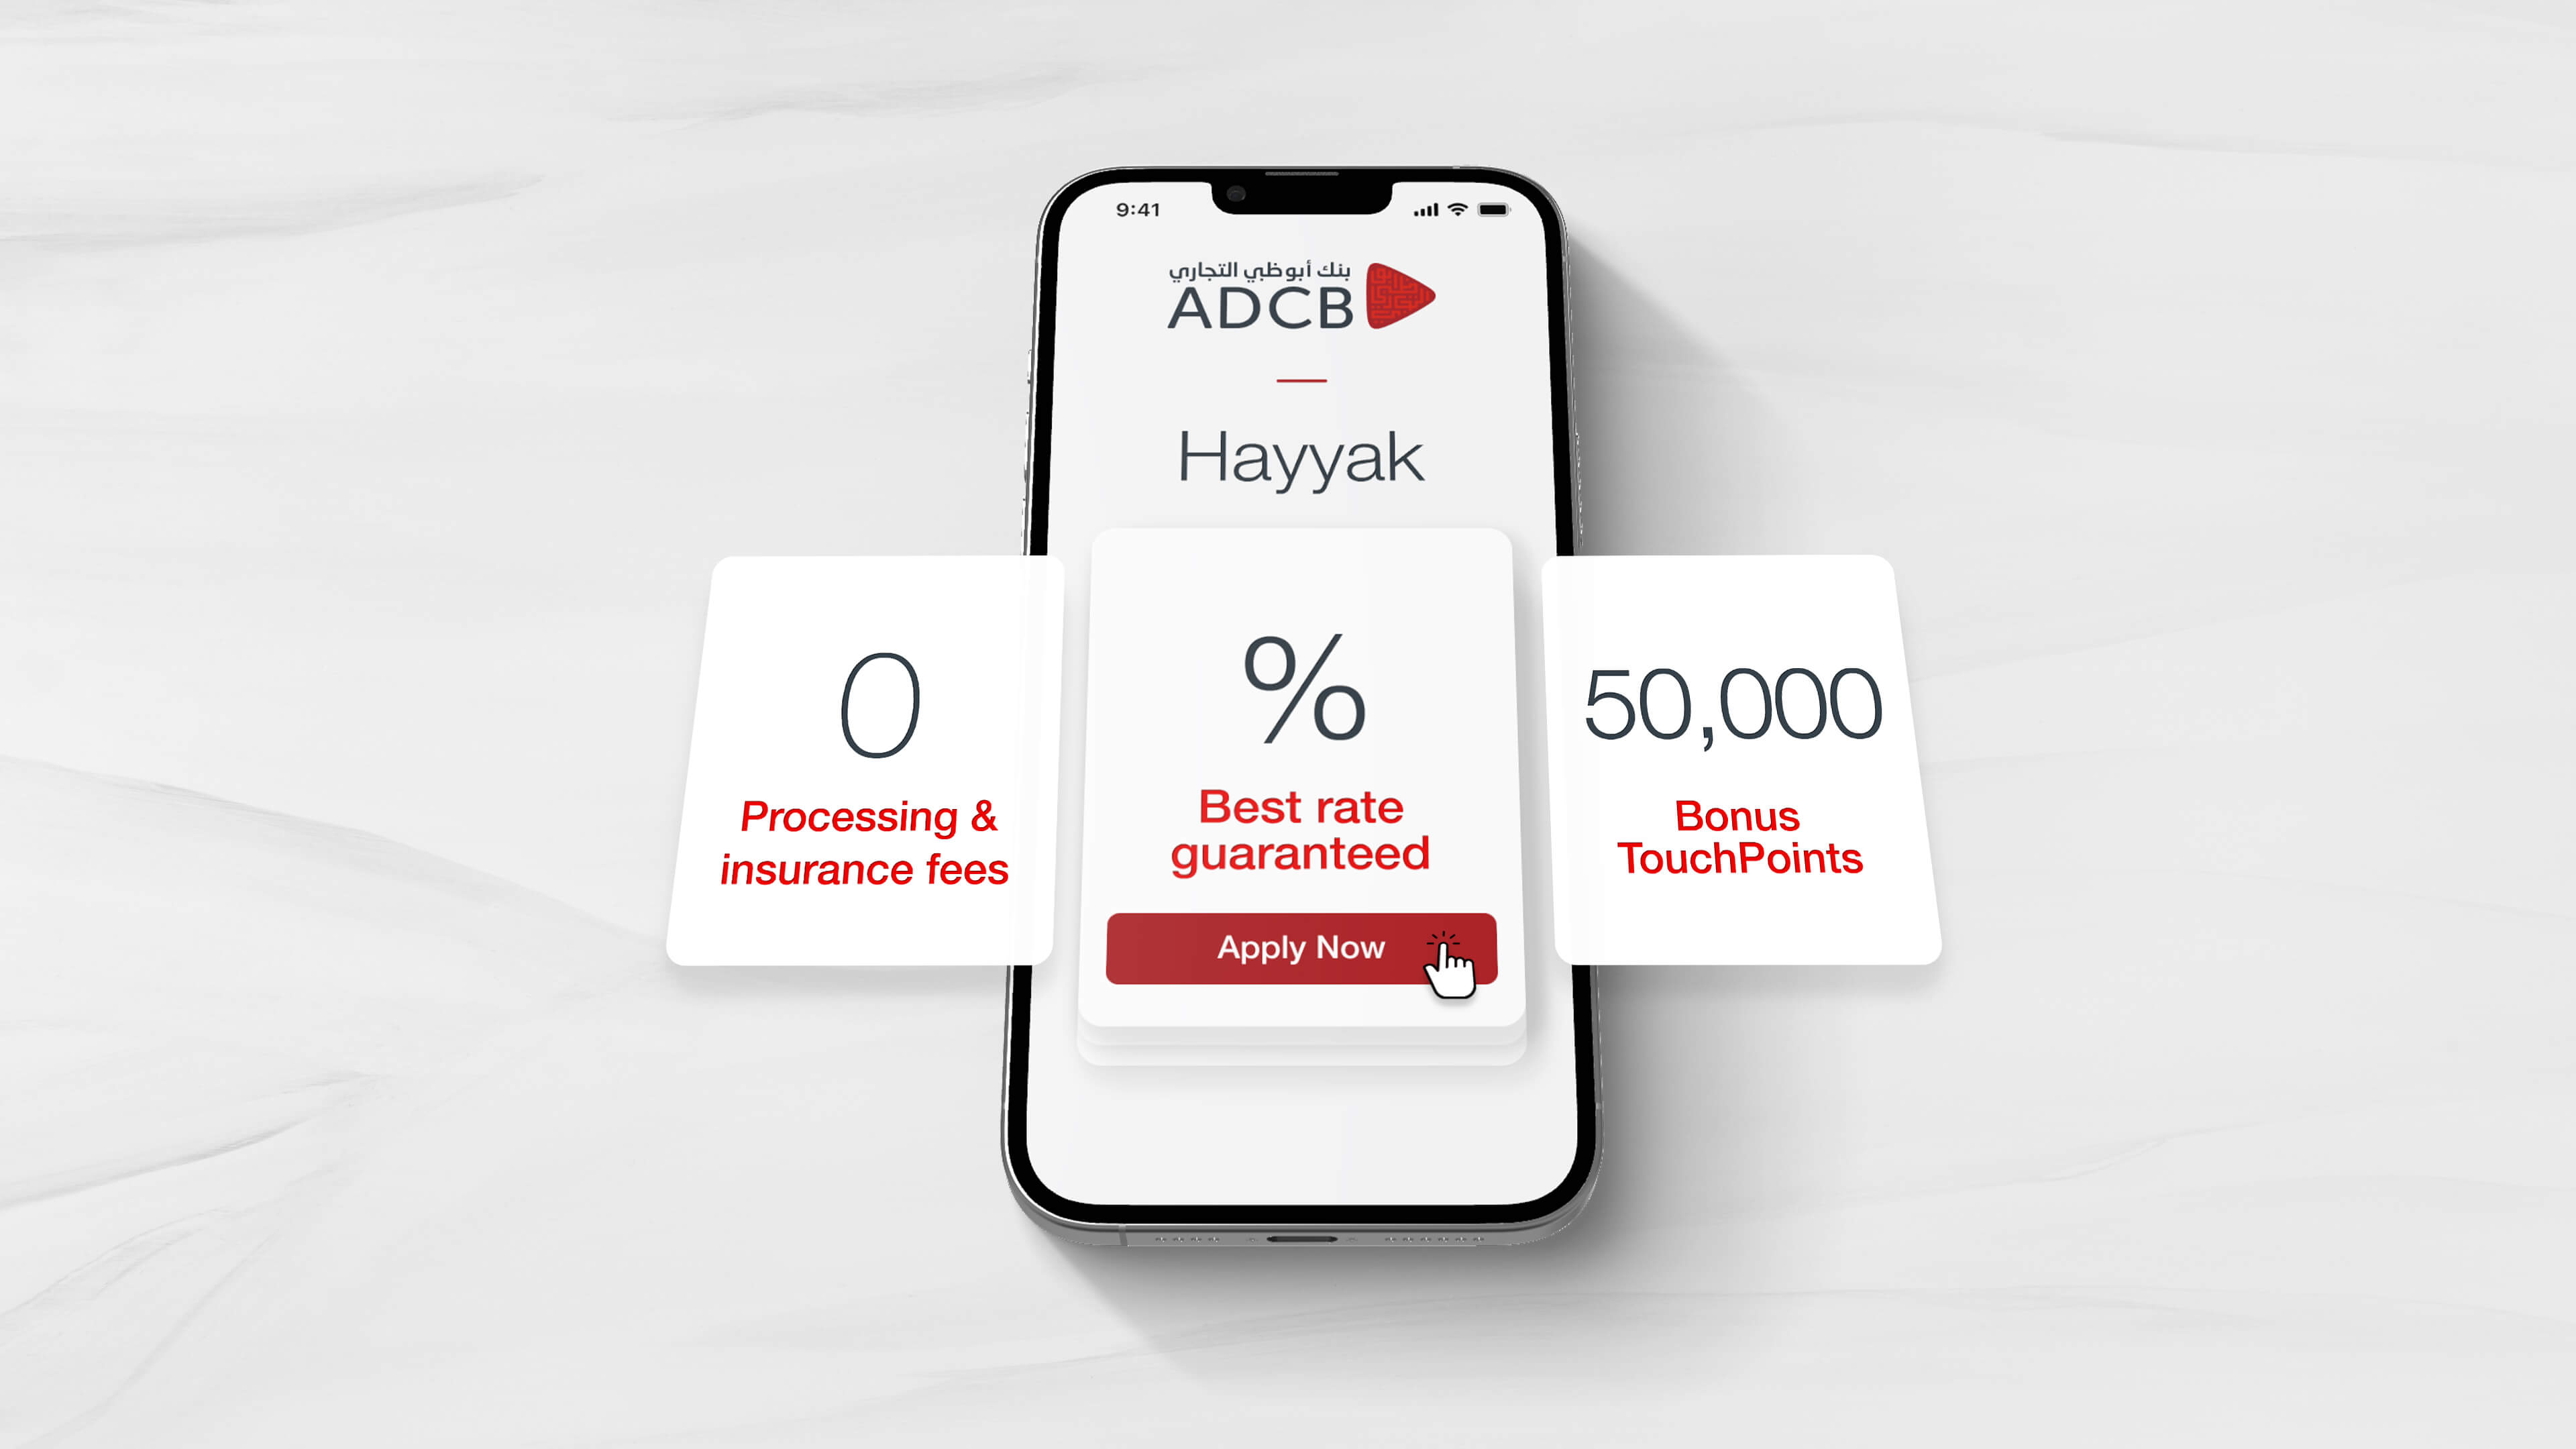 9:41
بنك أبوظبي التجاري
ADCB
Hayyak
0
Processing &
insurance fees
%
Best rate
guaranteed
Apply Now
50,000
Bonus
TouchPoints